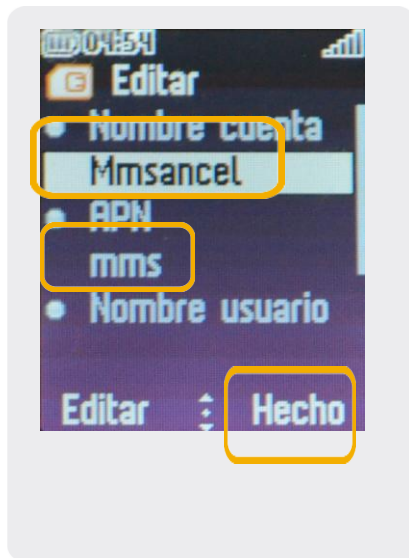 04:54
Editar
Nombre cuenta
Mmsancel
APN
mms
Nombre usuario
Editar Hecho